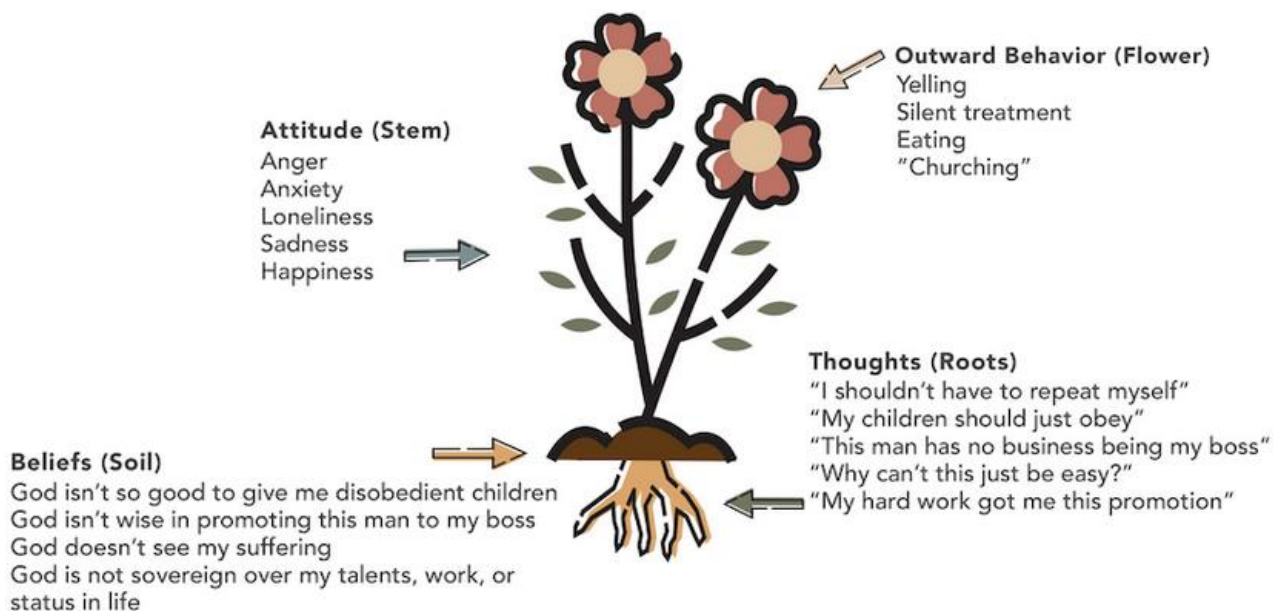 Outward Behavior (Flower)
Yelling
Silent treatment
Eating
“Churching”
Attitude (Stem)
Anger
Anxiety
Loneliness
Sadness
Happiness
Thoughts (Roots)
“I shouldn’t have to repeat myself”
“My children should just obey”
“This man has no business being my boss”
“Why can’t this just be easy?”
“My hard work got me this promotion”
Beliefs (Soil)
God isn’t so good to give me disobedient children
God isn’t wise in promoting this man to my boss
God doesn’t see my suffering
God is not sovereign over my talents, work, or
status in life